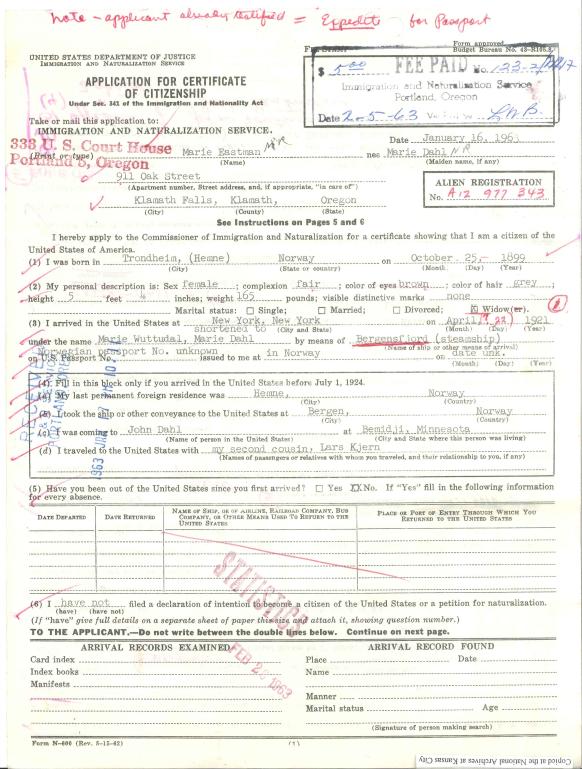 Note - applicant already testified = Expedite for Passport
Form approved
Budget Bureau No. 43-R105.3
UNITED STATES DEPARTMENT OF JUSTICE
IMMIGRATION AND NATURALIZATION SERVICE
APPLICATION FOR CERTIFICATE
OF CITIZENSHIP
Under Sec. 341 of the Immigration and Nationality Act
$ 5.00 FEE PAID No.
Immigration and Naturalization Service
Portland, Oregon
Date 2-5-63
Take or mail this application to:
IMMIGRATION AND NATURALIZATION SERVICE.
333 U. S. Court House
Portland 5, Oregon
Date January 16, 1963
(Print or type) Marie Eastman nee Marie Dahl
(Name) (Maiden name, if any)
911 Oak Street
(Apartment number, Street address, and, if appropriate, "in care of")
ALIEN REGISTRATION
No. A12 977 343
Klamath Falls, Klamath, Oregon
(City) (County) (State)
See Instructions on Pages 5 and 6
I hereby apply to the Commissioner of Immigration and Naturalization for a certificate showing that I am a citizen of the
United States of America.
(1) I was born in Trondheim, (Hemne) Norway on October 25, 1899
(City) (State or country) (Month) (Day) (Year)
(2) My personal description is: Sex female; complexion fair; color of eyes brown; color of hair grey,
height 5 feet 4 inches; weight 165 pounds; visible distinctive marks none
Marital status: Single; Married; Divorced; X Widow(er).
(3) I arrived in the United States at New York, New York on April 1921
shortened to (City and State) (Month) (Day) (Year)
under the name Marie Wuttudal, Marie Dahl by means of Bergensfjord (steamship)
(Name of ship or other means of arrival)
Norwegian passport No. unknown in Norway date unk.
on U.S. Passport No. issued to me at on
(Month) (Day) (Year)
(4) Fill in this block only if you arrived in the United States before July 1, 1924.
(a) My last permanent foreign residence was Hemne, Norway
(City) (Country)
(b) I took the ship or other conveyance to the United States at Bergen, Norway
(City) (Country)
(c) I was coming to John Dahl at Bemidji, Minnesota
(Name of person in the United States) (City and State where this person was living)
(d) I traveled to the United States with my second cousin, Lars Kjern
(Names of passengers or relatives with whom you traveled, and their relationship to you, if any)
(5) Have you been out of the United States since you first arrived? Yes XX No. If "Yes" fill in the following information
for every absence.
DATE DEPARTED
DATE RETURNED
NAME OF SHIP, OR OF AIRLINE, RAILROAD COMPANY, BUS
COMPANY, OR OTHER MEANS USED TO RETURN TO THE
UNITED STATES
PLACE OR PORT OF ENTRY THROUGH WHICH YOU
RETURNED TO THE UNITED STATES
STATISTICS
FEB 26 1963
(6) I have not filed a declaration of intention to become a citizen of the United States or a petition for naturalization.
(have) (have not)
(If "have" give full details on a separate sheet of paper this size and attach it, showing question number.)
TO THE APPLICANT.—Do not write between the double lines below. Continue on next page.
ARRIVAL RECORDS EXAMINED
Card index
Index books
Manifests
ARRIVAL RECORD FOUND
Place Date
Name
Manner
Marital status Age
(Signature of person making search)
Form N-600 (Rev. 5-15-62)
(1)
Copied at the National Archives at Kansas City